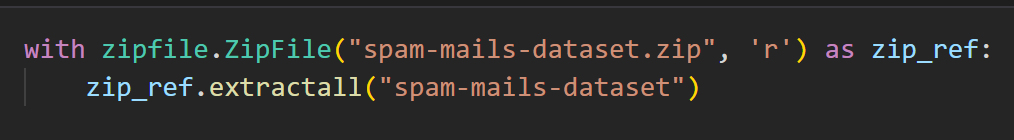 with zipfile.ZipFile("spam-mails-dataset.zip", 'r') as zip_ref:
    zip_ref.extractall("spam-mails-dataset")